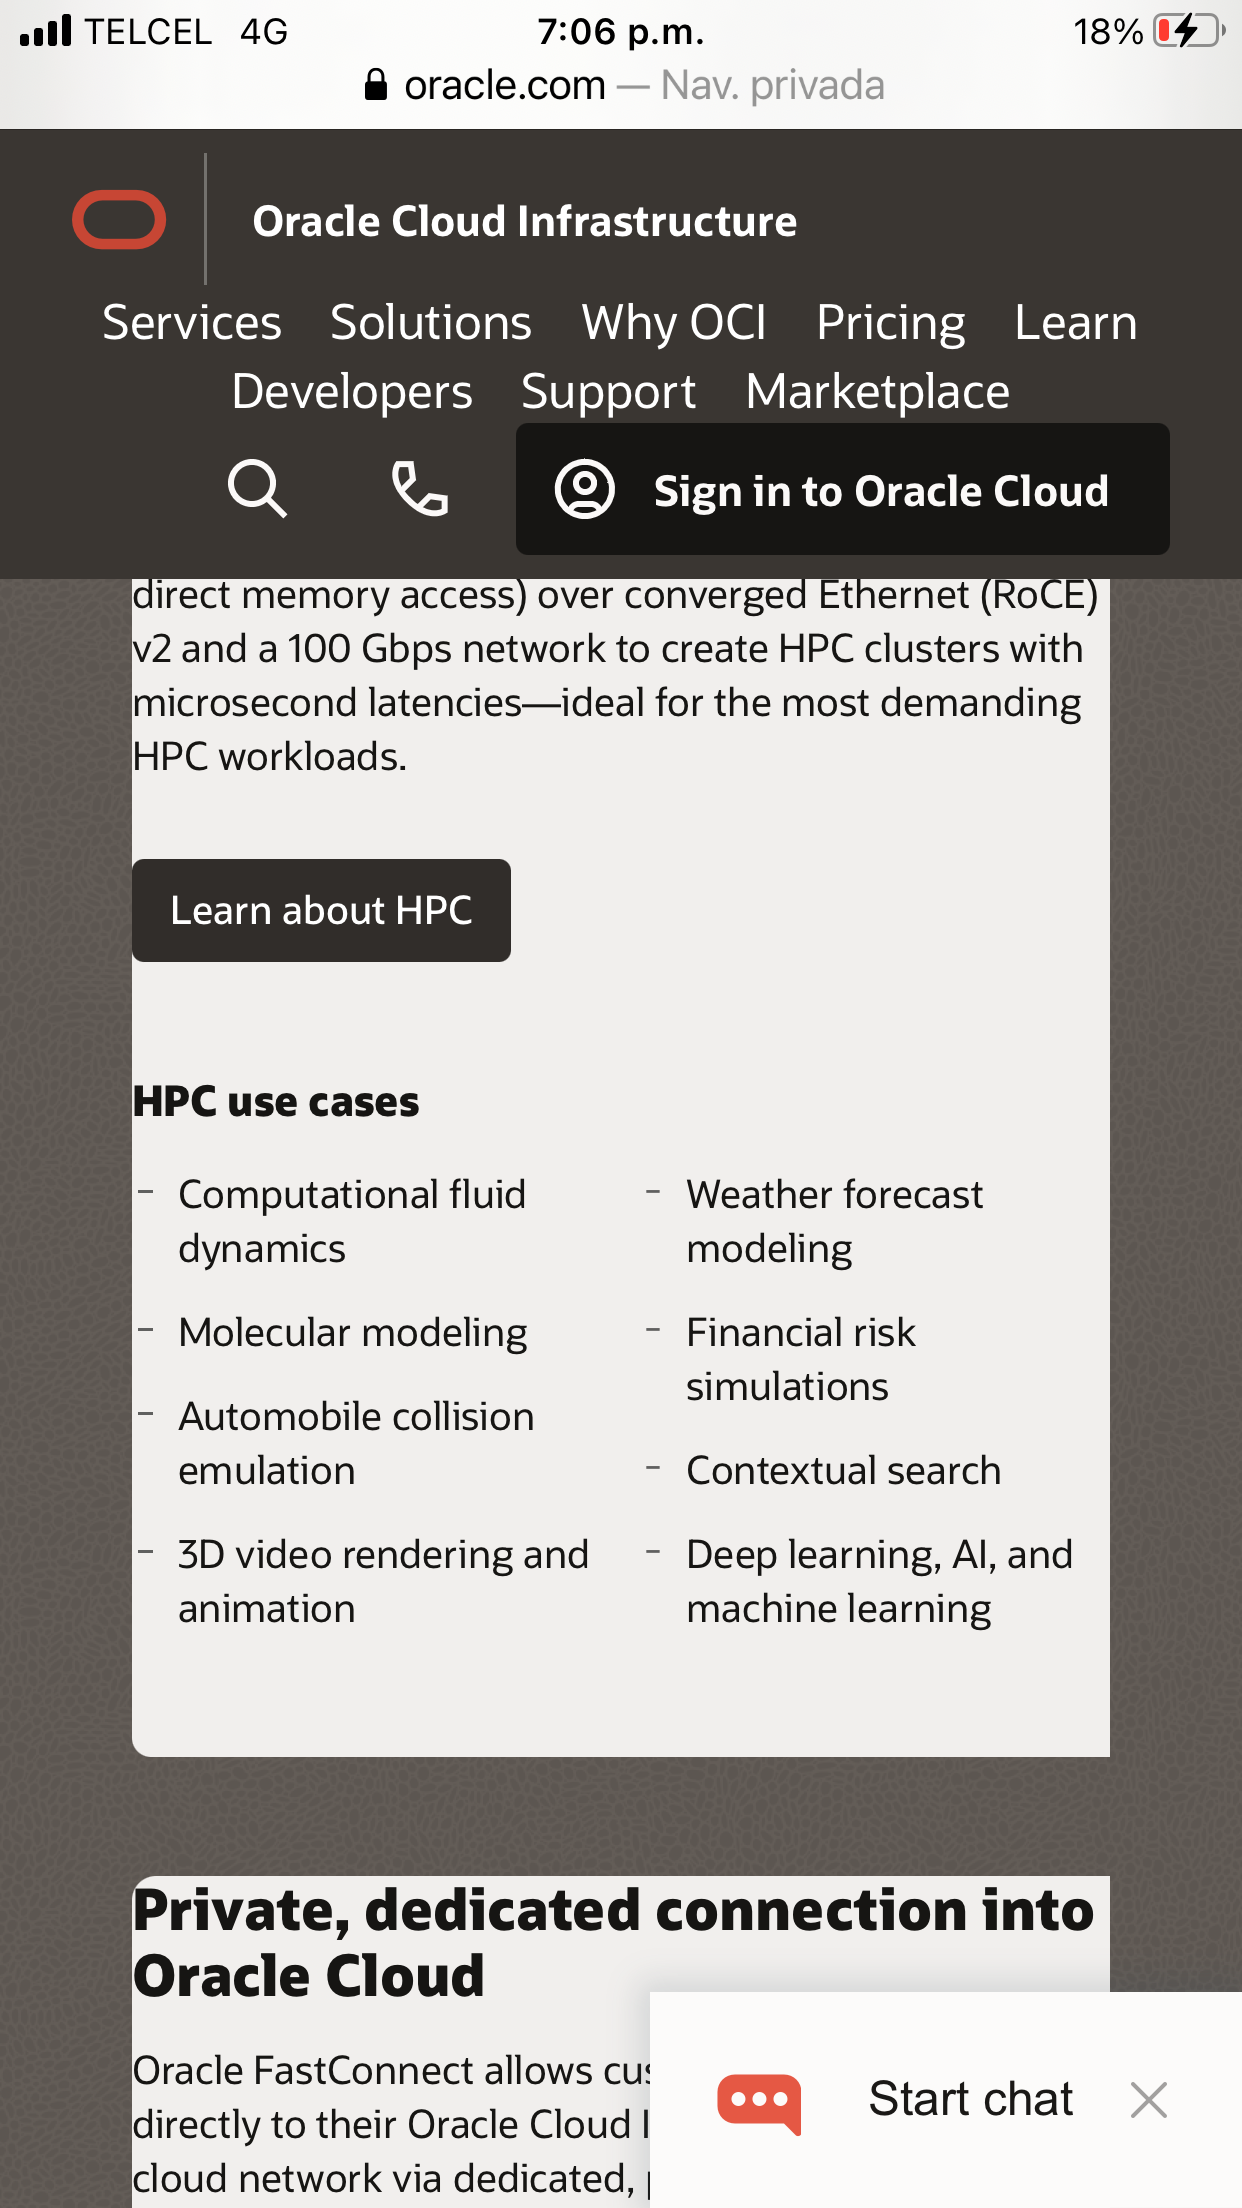 TELCEL 4G 7:06 p.m. 18%
oracle.com — Nav. privada
Oracle Cloud Infrastructure
Services Solutions Why OCI Pricing Learn
Developers Support Marketplace
Sign in to Oracle Cloud
direct memory access) over converged Ethernet (RoCE)
v2 and a 100 Gbps network to create HPC clusters with
microsecond latencies—ideal for the most demanding
HPC workloads.
Learn about HPC
HPC use cases
– Computational fluid
dynamics
– Molecular modeling
– Automobile collision
emulation
– 3D video rendering and
animation
– Weather forecast
modeling
– Financial risk
simulations
– Contextual search
– Deep learning, AI, and
machine learning
Private, dedicated connection into
Oracle Cloud
Oracle FastConnect allows
directly to their Oracle Cloud
cloud network via dedicated,
Start chat